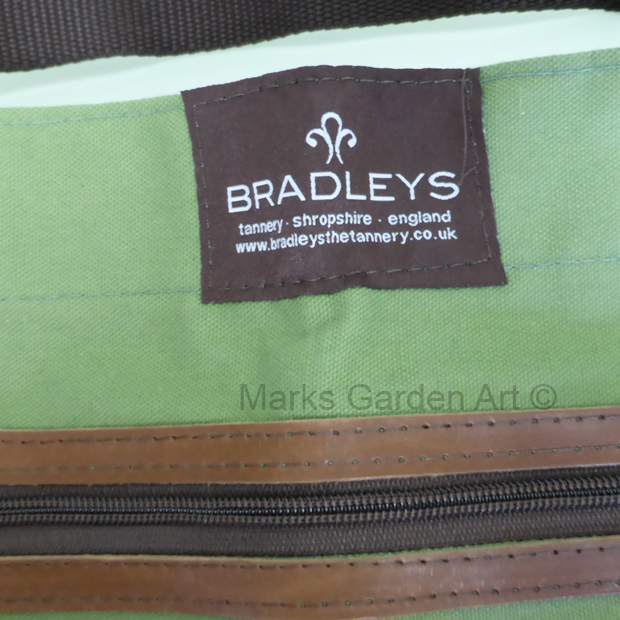 BRADLEYS
tannery · shropshire · england
www.bradleysthetannery.co.uk
Marks Garden Art ©